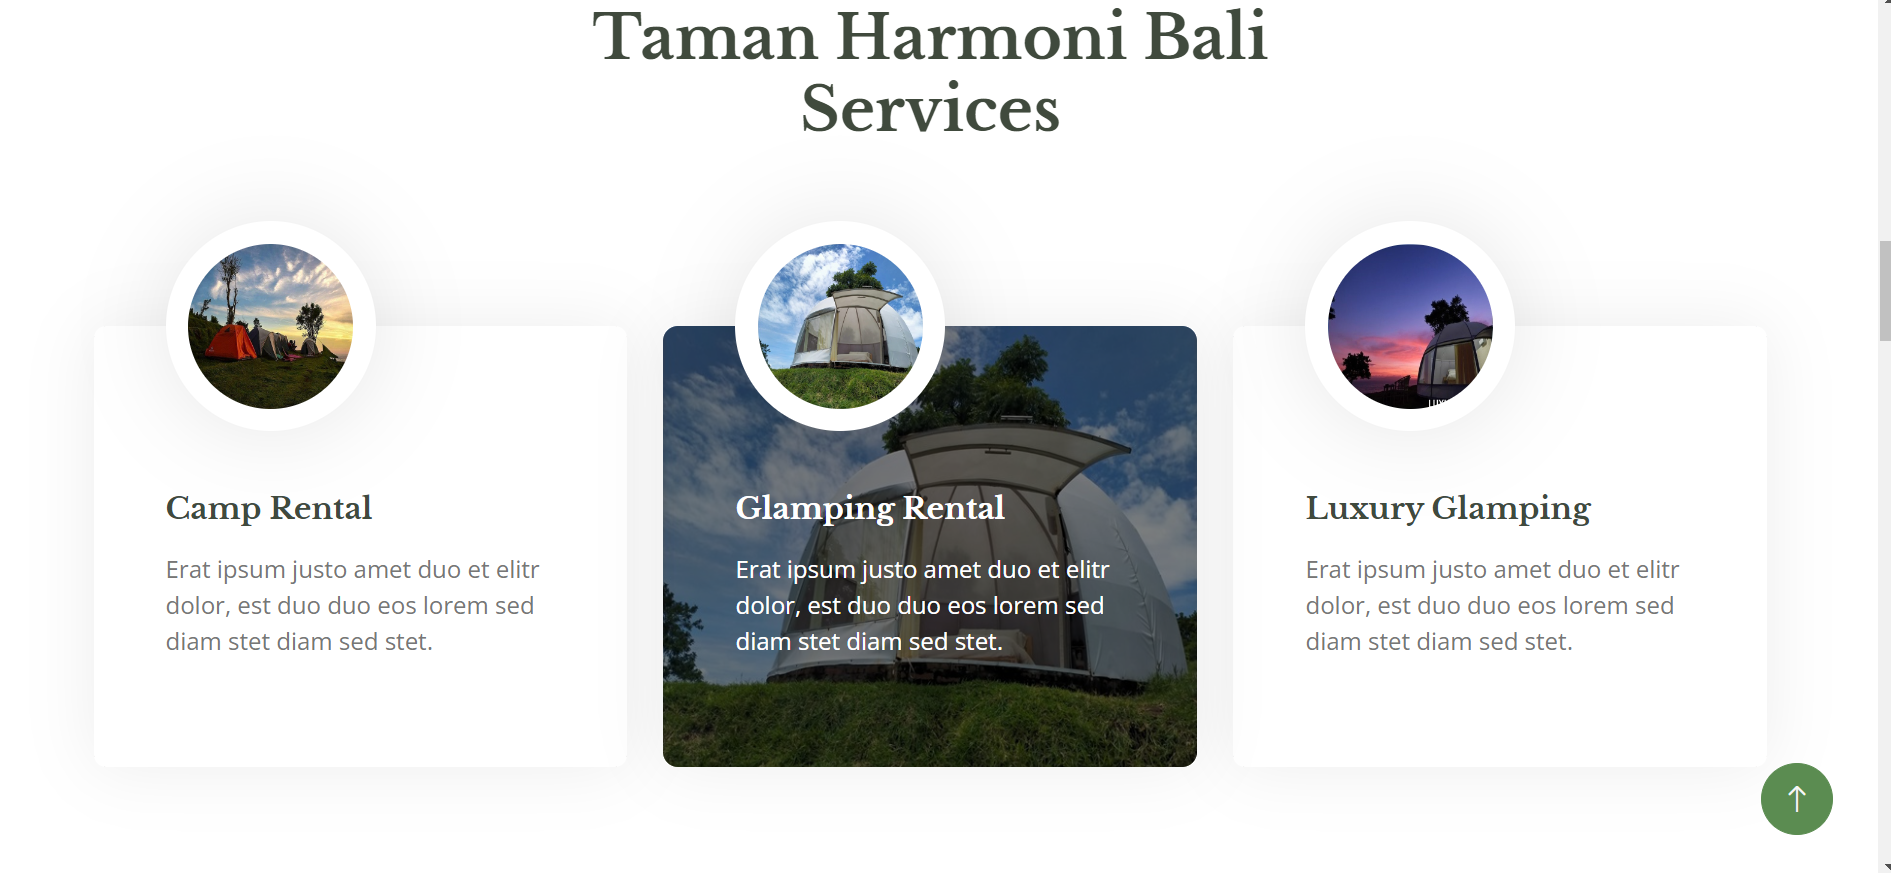 Taman Harmoni Bali
Services
Camp Rental
Erat ipsum justo amet duo et elitr
dolor, est duo duo eos lorem sed
diam stet diam sed stet.
Glamping Rental
Erat ipsum justo amet duo et elitr
dolor, est duo duo eos lorem sed
diam stet diam sed stet.
Luxury Glamping
Erat ipsum justo amet duo et elitr
dolor, est duo duo eos lorem sed
diam stet diam sed stet.